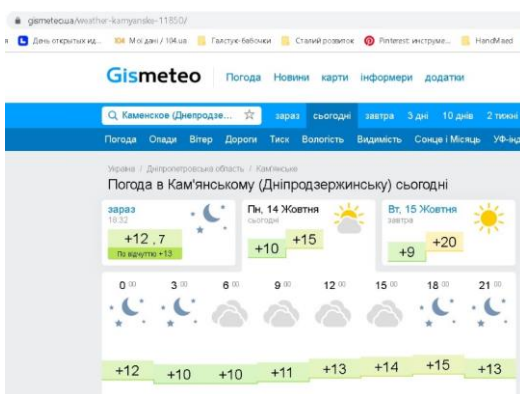 gismeteo.ua/weather-kamyanske-11850/
День открытых ид... 104 Мої дані / 104.ua Галстук-бабочки Сталий розвиток Pinterest: инструме... HandMaed
Gismeteo Погода Новини карти інформери додатки
Каменское (Днепродзе... зараз сьогодні завтра 3 дні 10 днів 2 тижні
Погода Опади Вітер Дороги Тиск Вологість Видимість Сонце і Місяць УФ-інд
Україна / Дніпропетровська область / Кам'янське
Погода в Кам'янському (Дніпродзержинську) сьогодні
зараз Пн, 14 Жовтня Вт, 15 Жовтня
18:32 сьогодні завтра
+12,7 +10 +15 +9 +20
По відчуттю +13
0 00 3 00 6 00 9 00 12 00 15 00 18 00 21 00
+12 +10 +10 +11 +13 +14 +15 +13